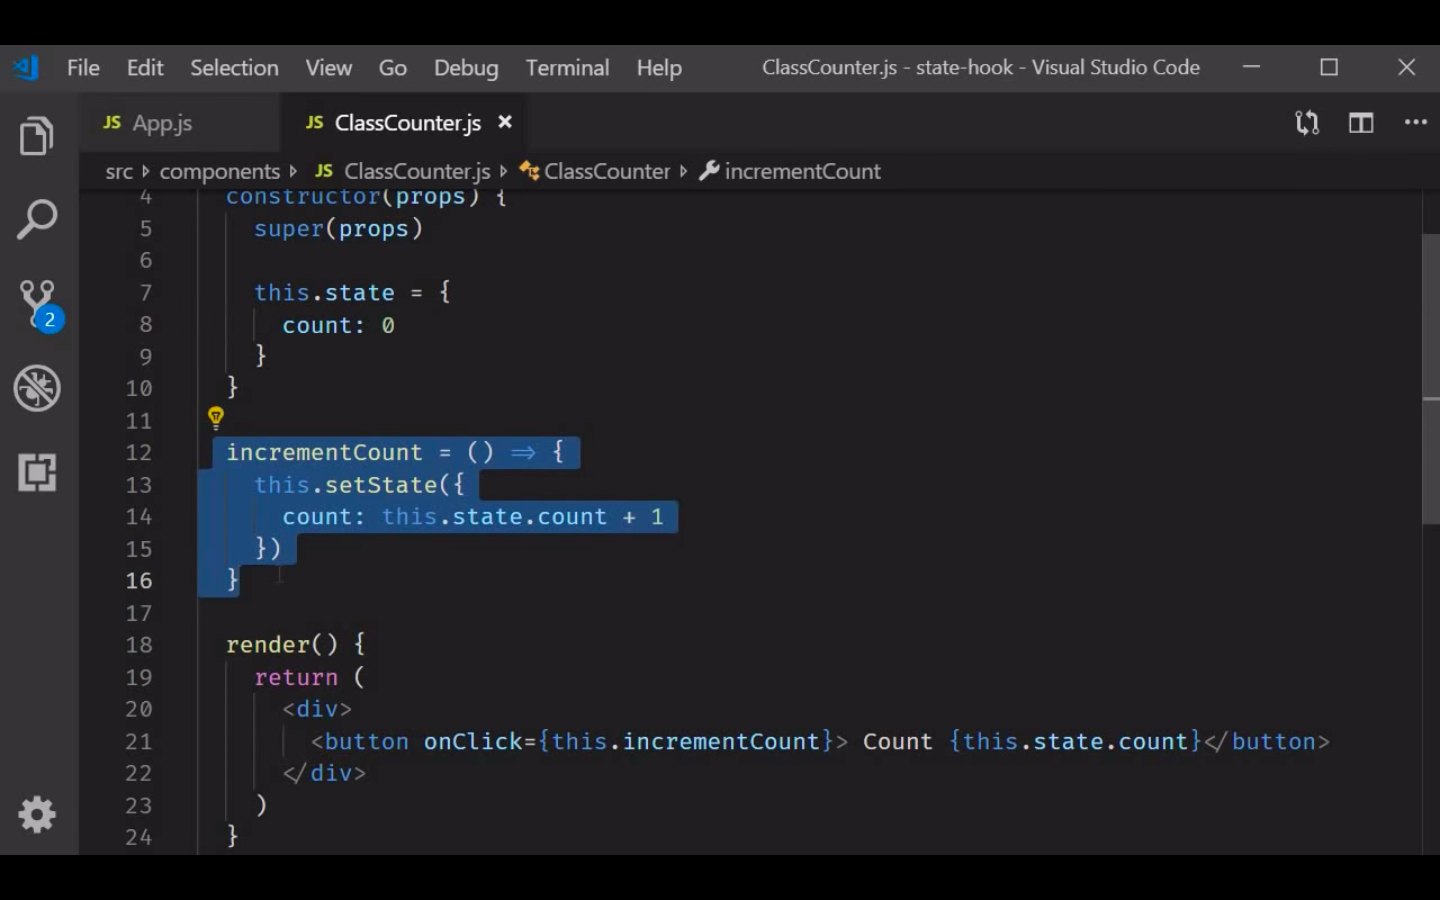 File Edit Selection View Go Debug Terminal Help ClassCounter.js - state-hook - Visual Studio Code
JS App.js JS ClassCounter.js
src components JS ClassCounter.js ClassCounter incrementCount
4 constructor(props) {
5 super(props)
6
7 this.state = {
8 count: 0
9 }
10 }
11
12 incrementCount = () => {
13 this.setState({
14 count: this.state.count + 1
15 })
16 }
17
18 render() {
19 return (
20 <div>
21 <button onClick={this.incrementCount}> Count {this.state.count}</button>
22 </div>
23 )
24 }
2